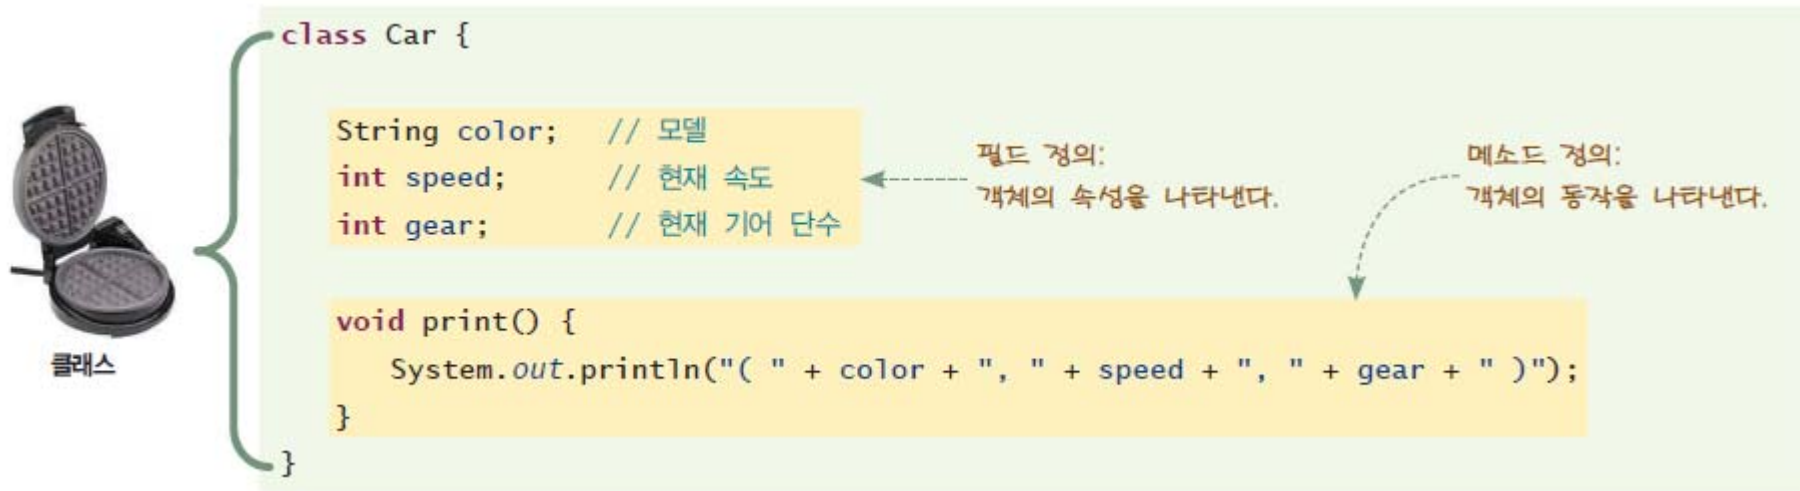 class Car {
String color; // 모델
int speed; // 현재 속도
int gear; // 현재 기어 단수
필드 정의:
객체의 속성을 나타낸다.
메소드 정의:
객체의 동작을 나타낸다.
void print() {
System.out.println("( " + color + ", " + speed + ", " + gear + " )");
}
}
클래스